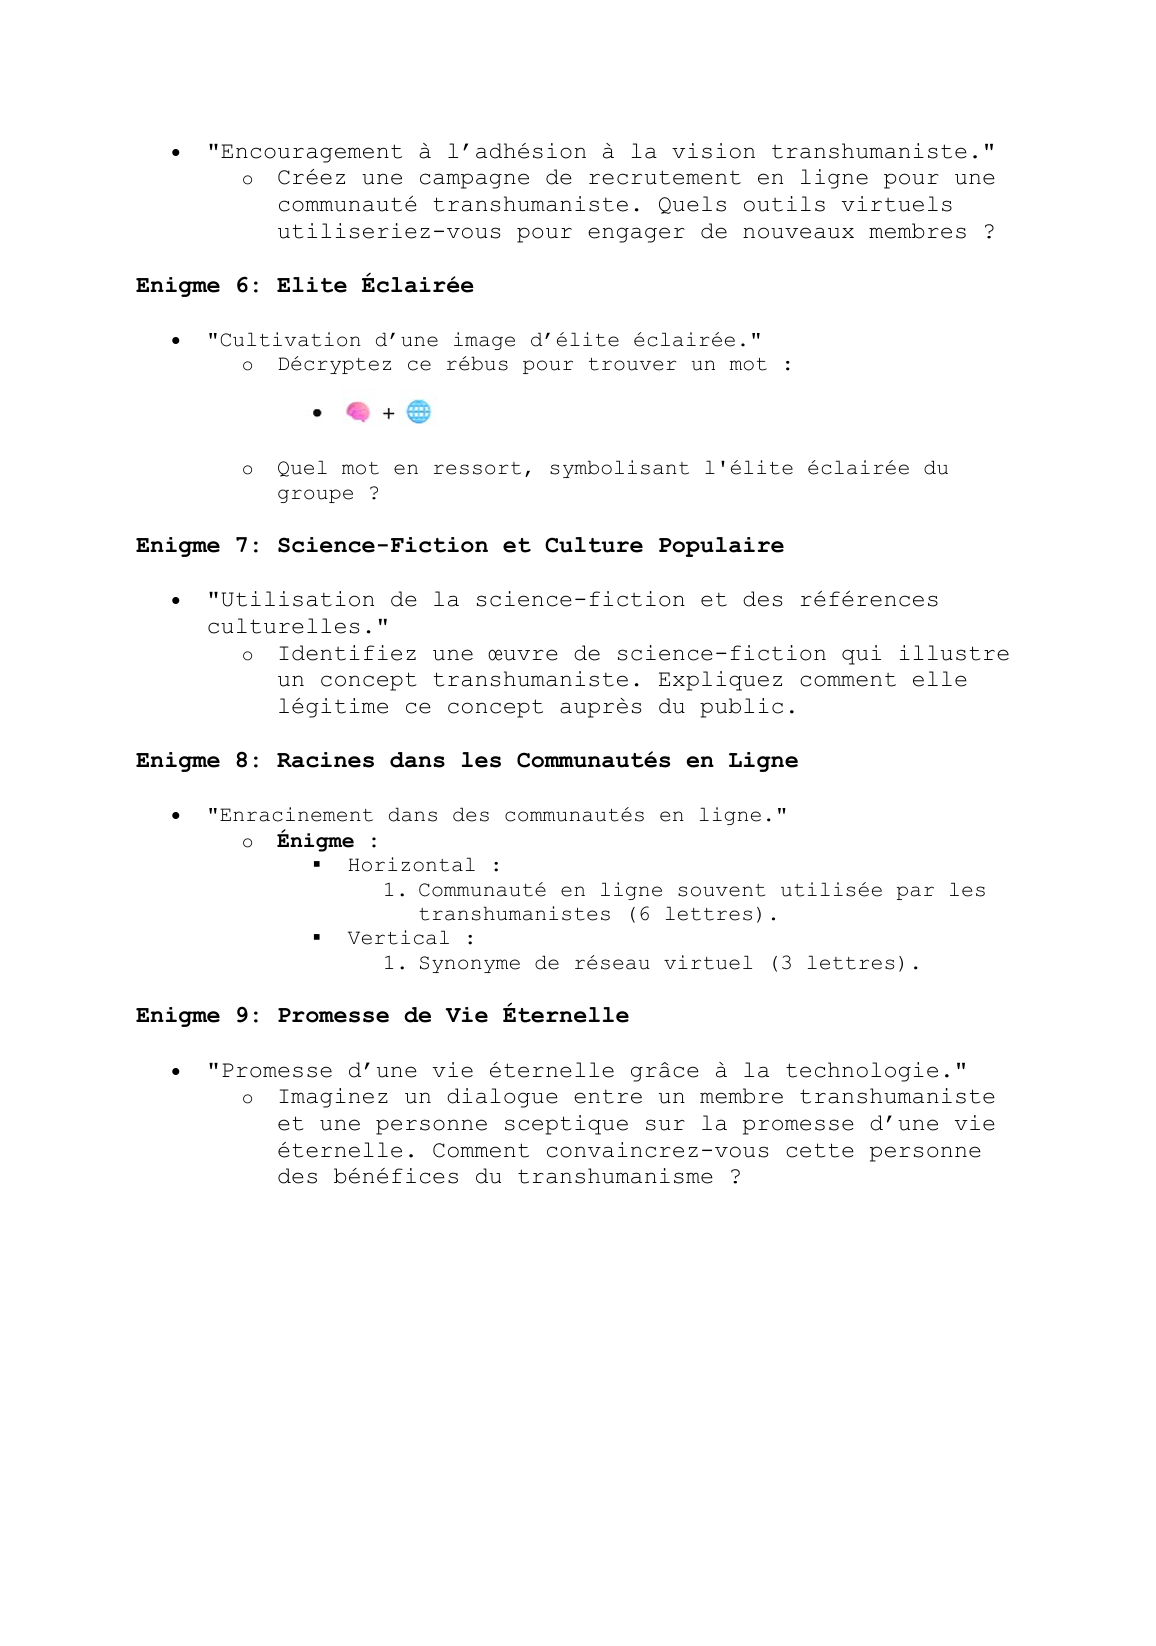 • "Encouragement à l’adhésion à la vision transhumaniste."
o Créez une campagne de recrutement en ligne pour une
communauté transhumaniste. Quels outils virtuels
utiliseriez-vous pour engager de nouveaux membres ?
Enigme 6: Elite Éclairée
• "Cultivation d’une image d’élite éclairée."
o Décryptez ce rébus pour trouver un mot :
• 🧠 + 🌐
o Quel mot en ressort, symbolisant l'élite éclairée du
groupe ?
Enigme 7: Science-Fiction et Culture Populaire
• "Utilisation de la science-fiction et des références
culturelles."
o Identifiez une œuvre de science-fiction qui illustre
un concept transhumaniste. Expliquez comment elle
légitime ce concept auprès du public.
Enigme 8: Racines dans les Communautés en Ligne
• "Enracinement dans des communautés en ligne."
o Énigme :
▪ Horizontal :
1. Communauté en ligne souvent utilisée par les
transhumanistes (6 lettres).
▪ Vertical :
1. Synonyme de réseau virtuel (3 lettres).
Enigme 9: Promesse de Vie Éternelle
• "Promesse d’une vie éternelle grâce à la technologie."
o Imaginez un dialogue entre un membre transhumaniste
et une personne sceptique sur la promesse d’une vie
éternelle. Comment convaincrez-vous cette personne
des bénéfices du transhumanisme ?